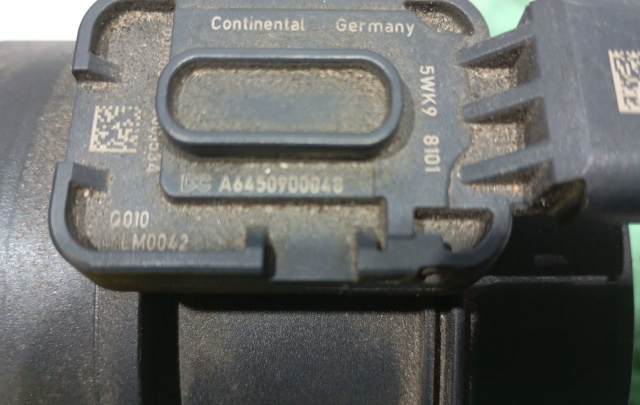 Continental Germany
5WK9 8101
A6450900048
Q010
LM0042